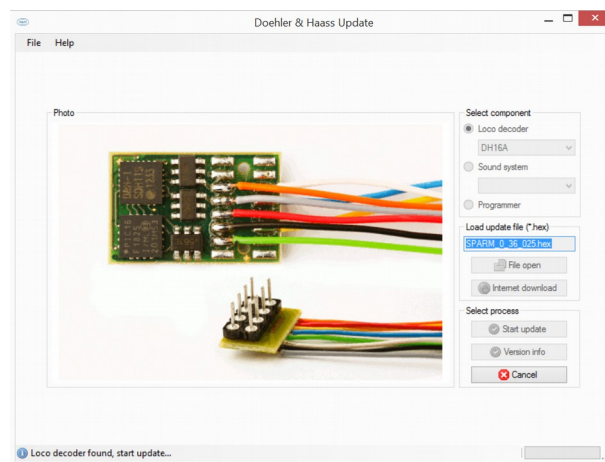 Doehler & Haass Update
File Help
Photo
Select component
Loco decoder
DH16A
Sound system
Programmer
Load update file (*.hex)
SPARM_0_36_025.hex
File open
Internet download
Select process
Start update
Version info
Cancel
Loco decoder found, start update...